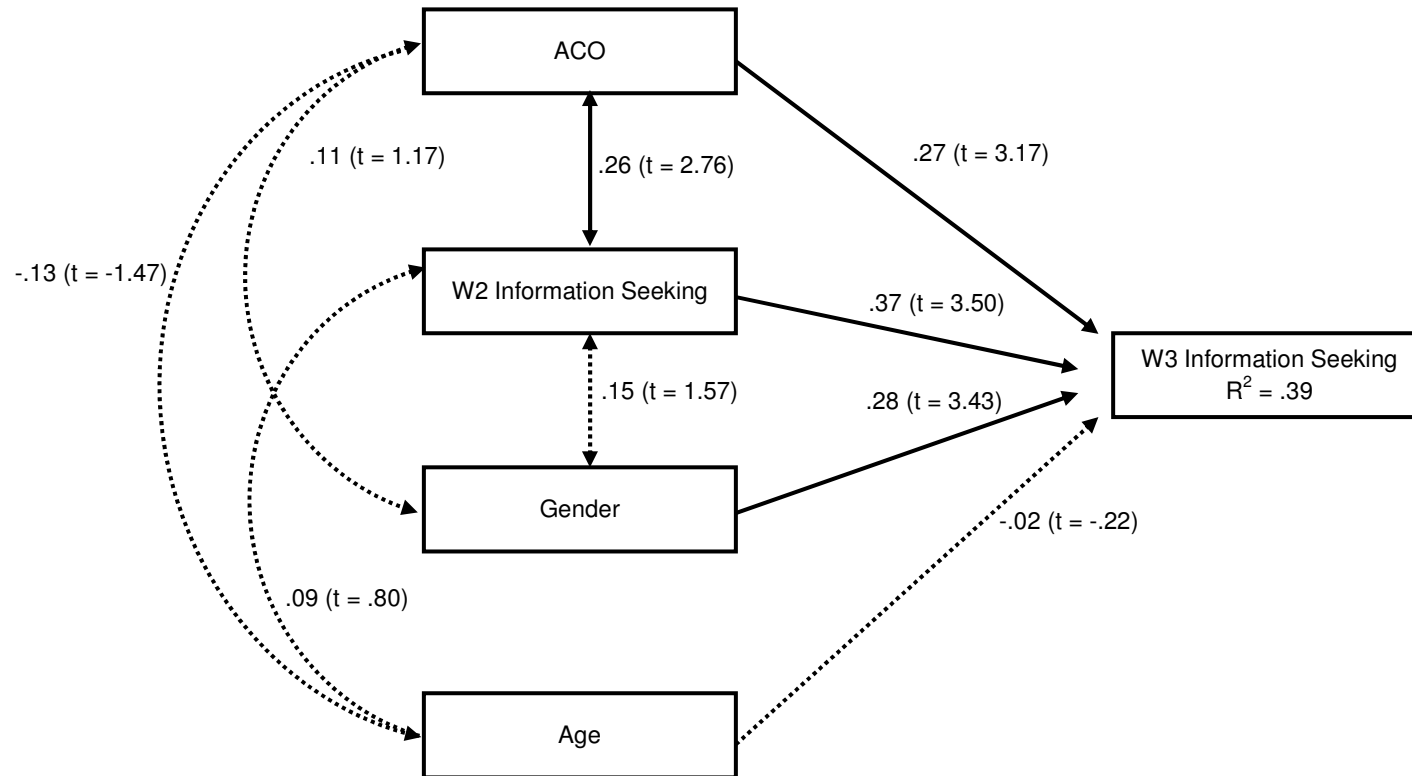 ACO
.11 (t = 1.17)
.26 (t = 2.76)
.27 (t = 3.17)
-.13 (t = -1.47)
W2 Information Seeking
.37 (t = 3.50)
W3 Information Seeking
R² = .39
.15 (t = 1.57)
.28 (t = 3.43)
Gender
-.02 (t = -.22)
.09 (t = .80)
Age